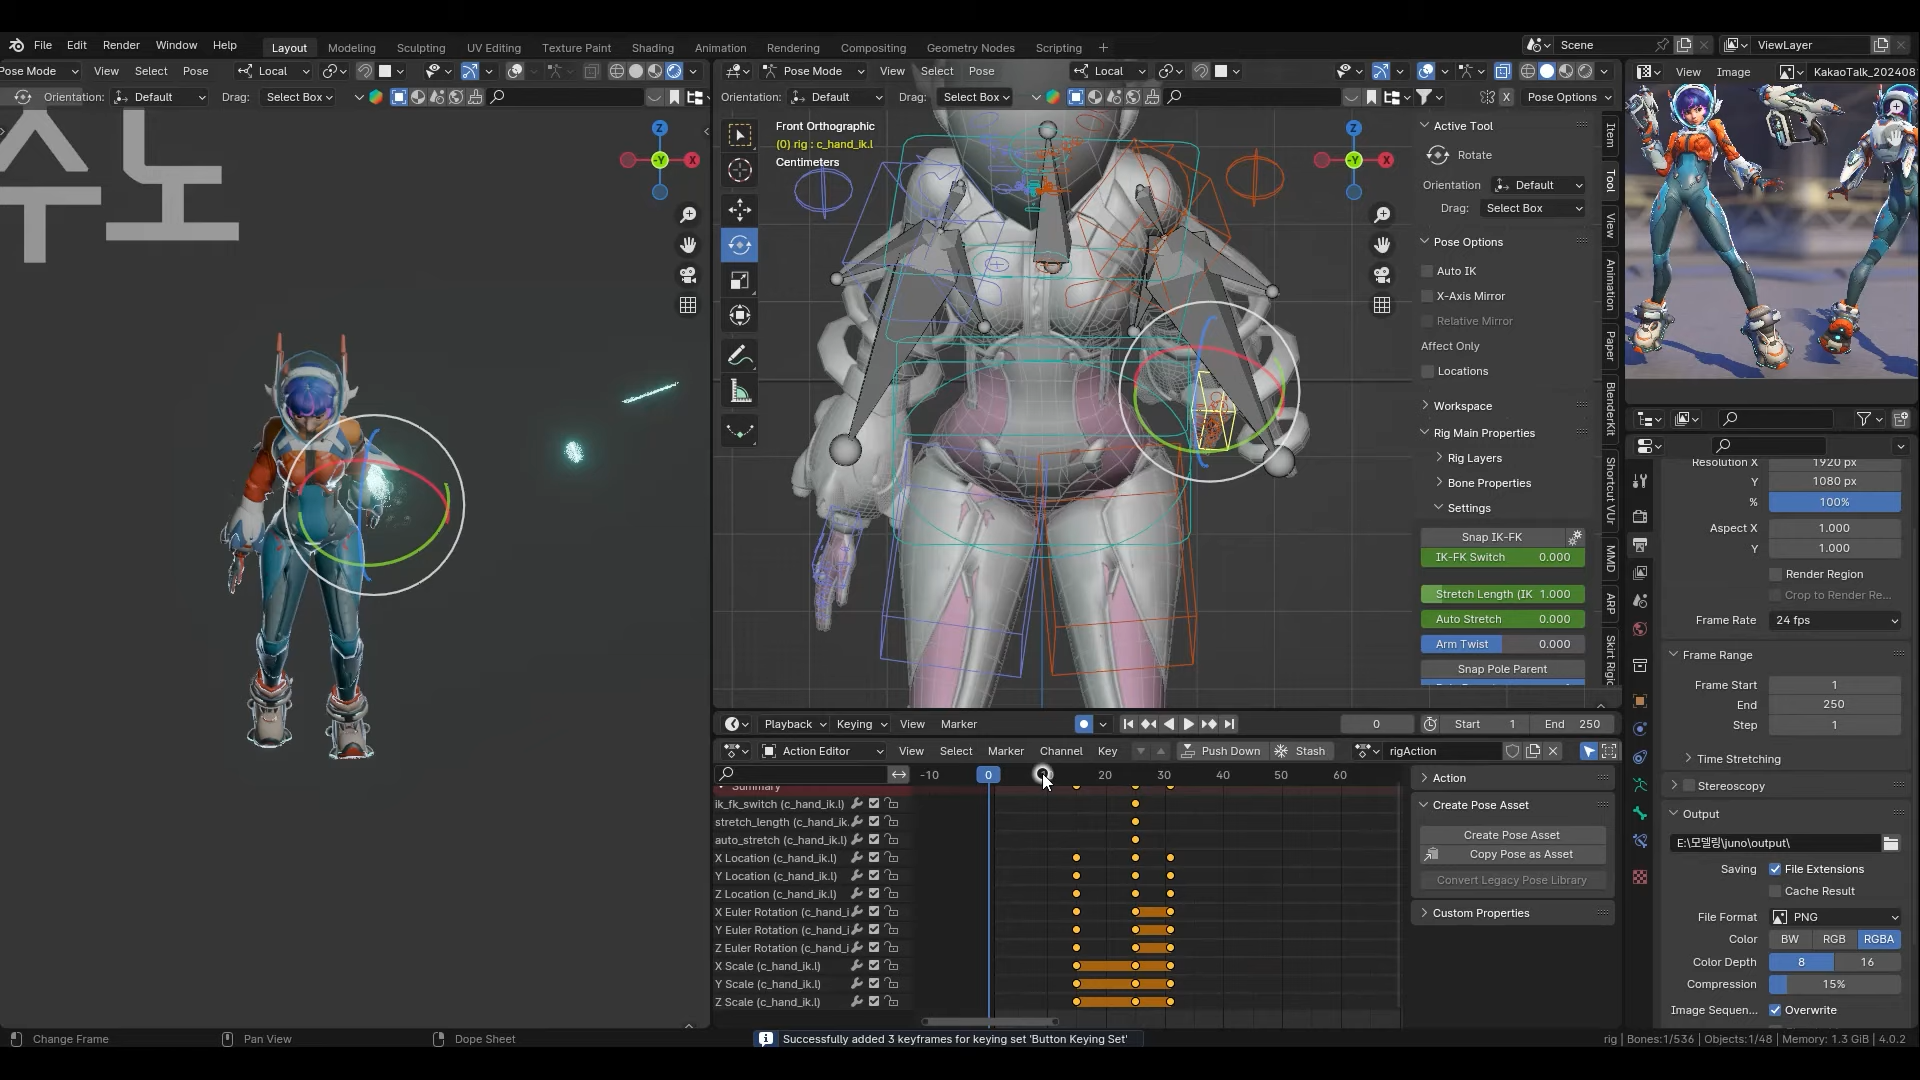 File Edit Render Window Help
Layout Modeling Sculpting UV Editing Texture Paint Shading Animation Rendering Compositing Geometry Nodes Scripting +
Scene
ViewLayer
Pose Mode View Select Pose Local
Pose Mode View Select Pose Local
View Image KakaoTalk_202408
Orientation: Default Drag: Select Box
Orientation: Default Drag: Select Box
X Pose Options
수노
Z
-Y
X
Front Orthographic
(0) rig : c_hand_ik.l
Centimeters
Z
-Y
X
Active Tool
Rotate
Orientation Default
Drag: Select Box
Pose Options
Auto IK
X-Axis Mirror
Relative Mirror
Affect Only
Locations
Workspace
Rig Main Properties
Rig Layers
Bone Properties
Settings
Snap IK-FK
IK-FK Switch 0.000
Stretch Length (IK 1.000
Auto Stretch 0.000
Arm Twist 0.000
Snap Pole Parent
Item
Tool
View
Animation
Paper
BlenderKit
Shortcut VUr
MMD
ARP
Skirt Rigic
Resolution X 1920 px
Y 1080 px
% 100%
Aspect X 1.000
Y 1.000
Render Region
Crop to Render Re...
Frame Rate 24 fps
Frame Range
Frame Start 1
End 250
Step 1
Time Stretching
Stereoscopy
Output
E:\모델링\juno\output\
Saving File Extensions
Cache Result
File Format PNG
Color BW RGB RGBA
Color Depth 8 16
Compression 15%
Image Sequen... Overwrite
Playback Keying View Marker
0 Start 1 End 250
Action Editor View Select Marker Channel Key Push Down Stash rigAction
-10 0 20 30 40 50 60
Summary
ik_fk_switch (c_hand_ik.l)
stretch_length (c_hand_ik.
auto_stretch (c_hand_ik.l)
X Location (c_hand_ik.l)
Y Location (c_hand_ik.l)
Z Location (c_hand_ik.l)
X Euler Rotation (c_hand_i
Y Euler Rotation (c_hand_i
Z Euler Rotation (c_hand_i
X Scale (c_hand_ik.l)
Y Scale (c_hand_ik.l)
Z Scale (c_hand_ik.l)
Action
Create Pose Asset
Create Pose Asset
Copy Pose as Asset
Convert Legacy Pose Library
Custom Properties
Change Frame Pan View Dope Sheet
Successfully added 3 keyframes for keying set 'Button Keying Set'
rig | Bones:1/536 | Objects:1/48 | Memory: 1.3 GiB | 4.0.2